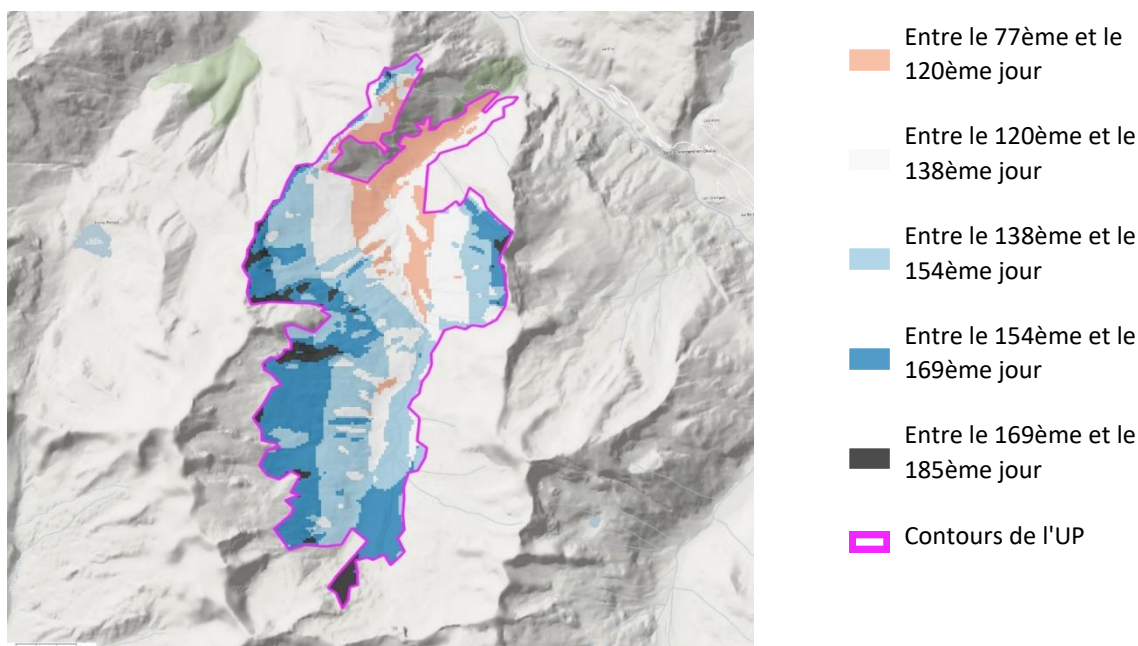 Entre le 77ème et le
120ème jour
Entre le 120ème et le
138ème jour
Entre le 138ème et le
154ème jour
Entre le 154ème et le
169ème jour
Entre le 169ème et le
185ème jour
Contours de l'UP